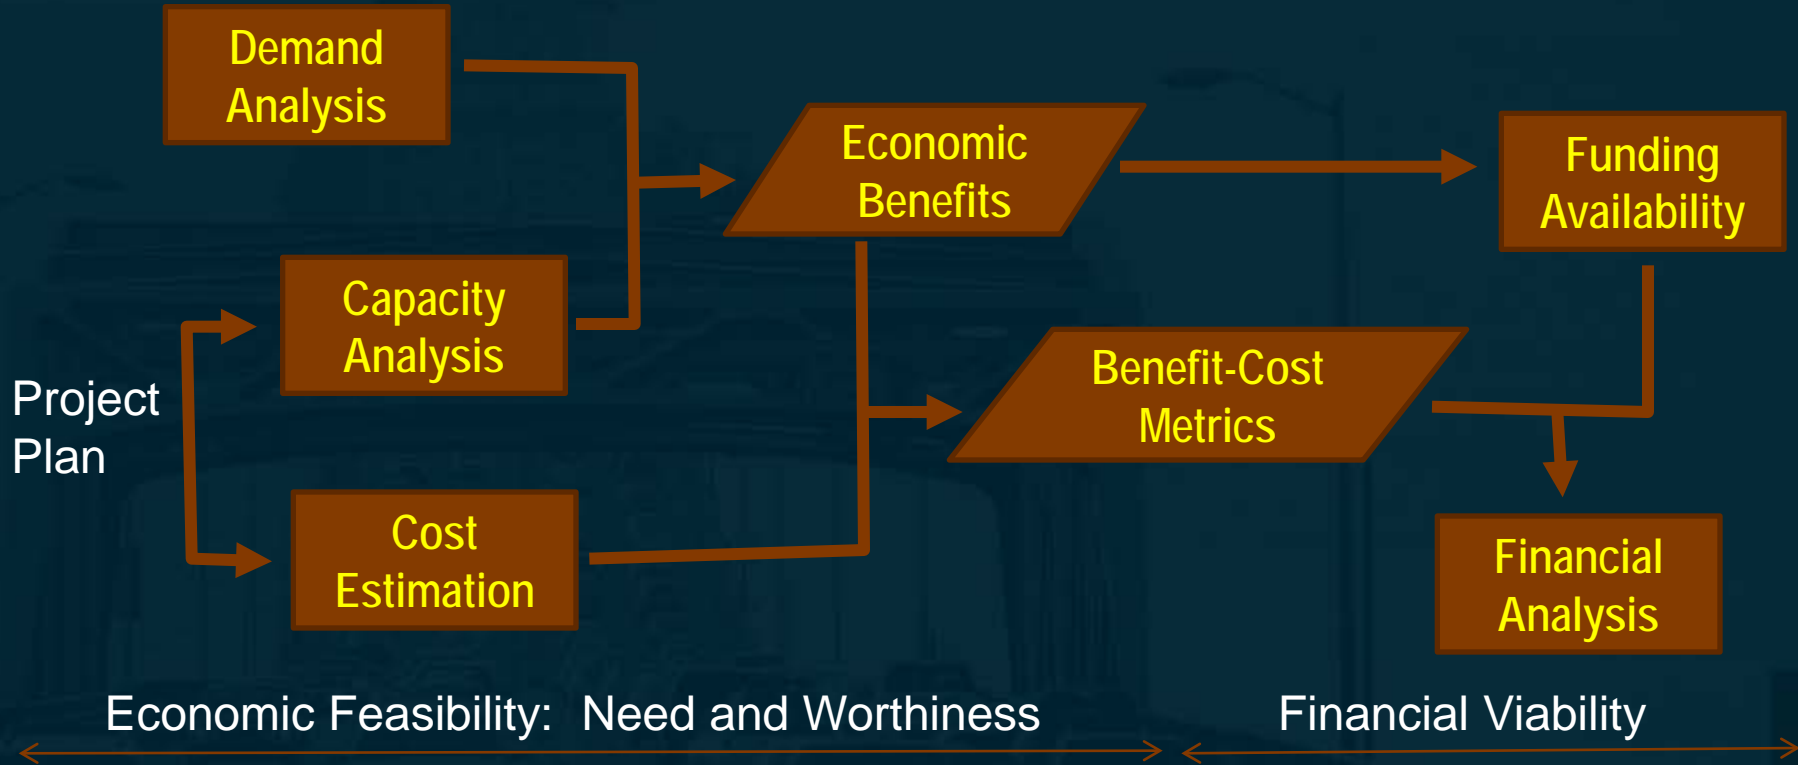 Demand
Analysis
Economic
Benefits
Funding
Availability
Capacity
Analysis
Project
Plan
Benefit-Cost
Metrics
Cost
Estimation
Financial
Analysis
Economic Feasibility: Need and Worthiness
Financial Viability